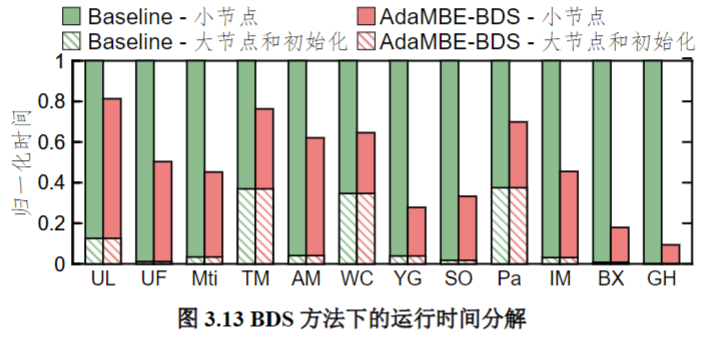 Baseline - 小节点 AdaMBE-BDS - 小节点
Baseline - 大节点和初始化 AdaMBE-BDS - 大节点和初始化
归一化时间
1
0.8
0.6
0.4
0.2
0
UL UF Mti TM AM WC YG SO Pa IM BX GH
图 3.13 BDS 方法下的运行时间分解